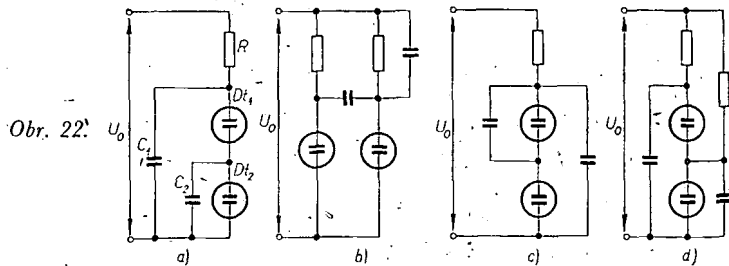 Obr. 22.
U₀
R
Dt₁
C₁
C₂
Dt₂
a)
U₀
b)
U₀
c)
U₀
d)